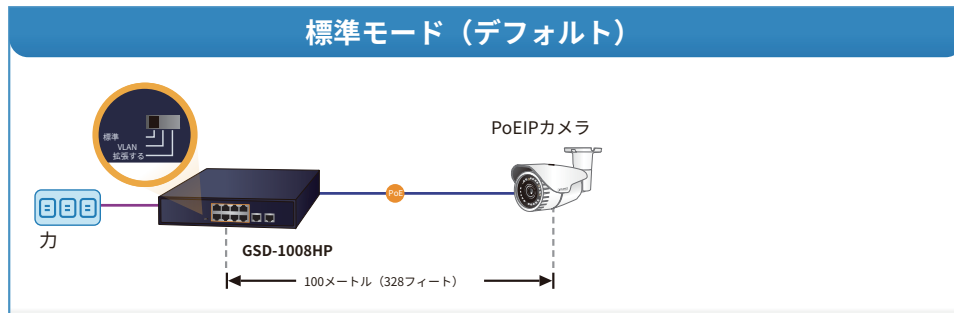 標準モード（デフォルト）
標準
VLAN
拡張する
PoEIPカメラ
PoE
力
GSD-1008HP
100メートル（328フィート）